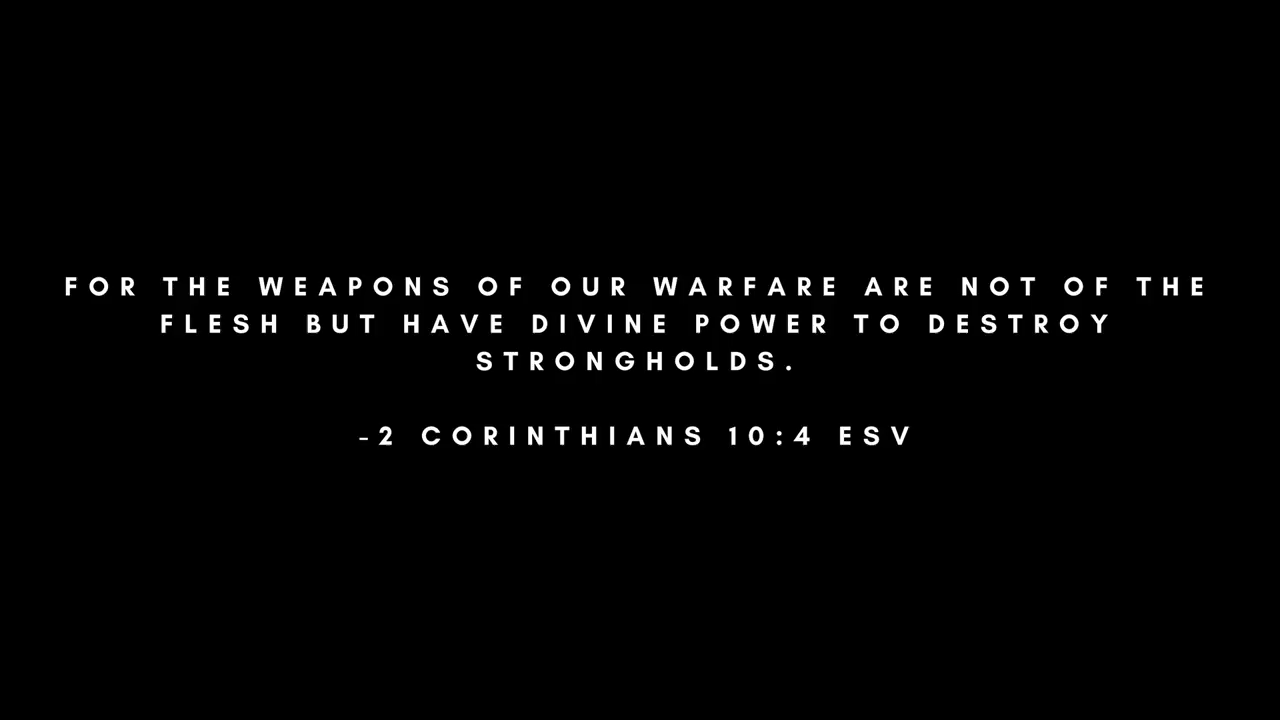 FOR THE WEAPONS OF OUR WARFARE ARE NOT OF THE
FLESH BUT HAVE DIVINE POWER TO DESTROY
STRONGHOLDS.
-2 CORINTHIANS 10:4 ESV